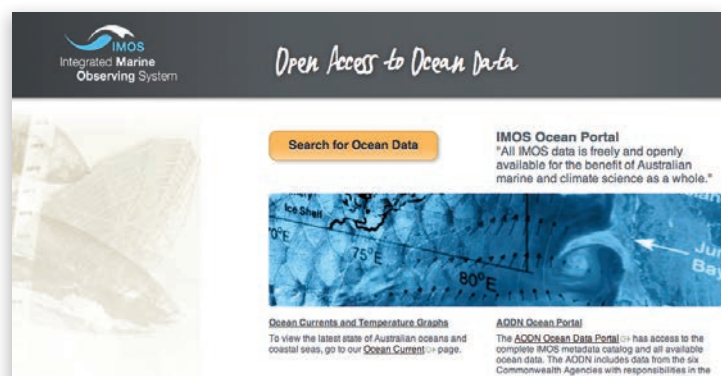 IMOS
Integrated Marine
Observing System
Open Access to Ocean Data
Search for Ocean Data
IMOS Ocean Portal
"All IMOS data is freely and openly
available for the benefit of Australian
marine and climate science as a whole."
Ice Shelf
75°E
80°E
Ocean Currents and Temperature Graphs
To view the latest state of Australian oceans and
coastal seas, go to our Ocean Current page.
AODN Ocean Portal
The AODN Ocean Data Portal has access to the
complete IMOS metadata catalog and all available
ocean data. The AODN includes data from the six
Commonwealth Agencies with responsibilities in the